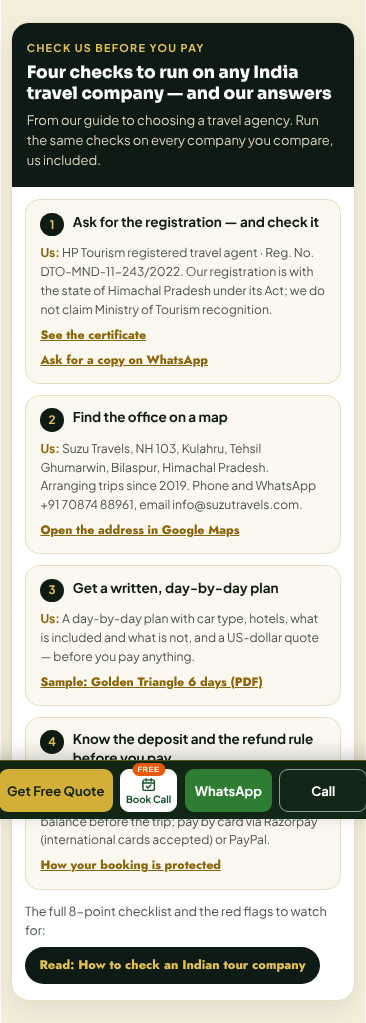 CHECK US BEFORE YOU PAY
Four checks to run on any India
travel company — and our answers
From our guide to choosing a travel agency. Run
the same checks on every company you compare,
us included.
1 Ask for the registration — and check it
Us: HP Tourism registered travel agent · Reg. No.
DTO-MND-11-243/2022. Our registration is with
the state of Himachal Pradesh under its Act; we do
not claim Ministry of Tourism recognition.
See the certificate
Ask for a copy on WhatsApp
2 Find the office on a map
Us: Suzu Travels, NH 103, Kulahru, Tehsil
Ghumarwin, Bilaspur, Himachal Pradesh.
Arranging trips since 2019. Phone and WhatsApp
+91 70874 88961, email info@suzutravels.com.
Open the address in Google Maps
3 Get a written, day-by-day plan
Us: A day-by-day plan with car type, hotels, what
is included and what is not, and a US-dollar quote
— before you pay anything.
Sample: Golden Triangle 6 days (PDF)
4 Know the deposit and the refund rule
before you pay
FREE
Get Free Quote Book Call WhatsApp Call
balance before the trip; pay by card via Razorpay
(international cards accepted) or PayPal.
How your booking is protected
The full 8-point checklist and the red flags to watch
for:
Read: How to check an Indian tour company